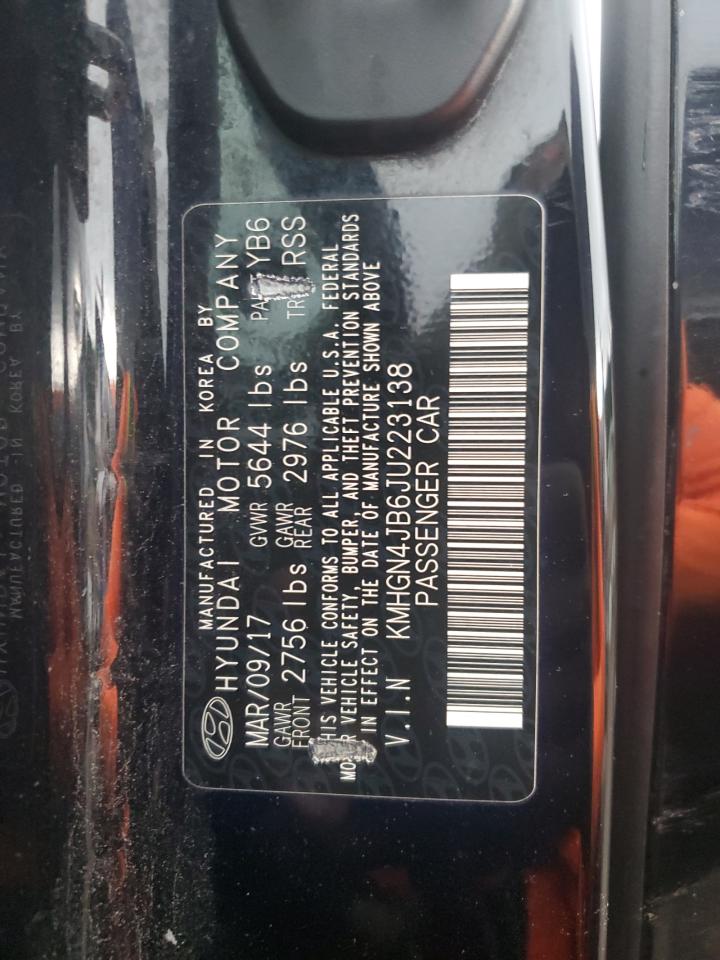 MANUFACTURED IN KOREA BY
HYUNDAI MOTOR COMPANY
MAR/09/17 GVWR 5644 lbs YB6
GAWR FRONT 2756 lbs GAWR REAR 2976 lbs RSS
THIS VEHICLE CONFORMS TO ALL APPLICABLE U.S.A. FEDERAL
VEHICLE SAFETY, BUMPER, AND THEFT PREVENTION STANDARDS
IN EFFECT ON THE DATE OF MANUFACTURE SHOWN ABOVE
V.I.N KMHGN4JB6JU223138
PASSENGER CAR